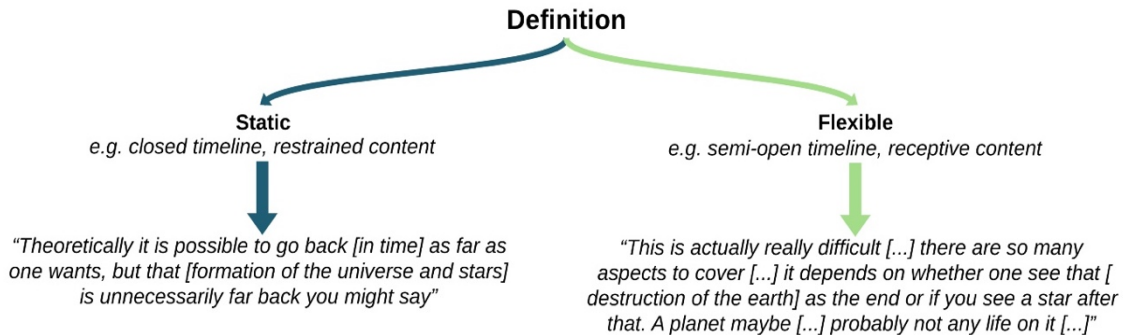 Definition
Static
e.g. closed timeline, restrained content
“Theoretically it is possible to go back [in time] as far as
one wants, but that [formation of the universe and stars]
is unnecessarily far back you might say”
Flexible
e.g. semi-open timeline, receptive content
“This is actually really difficult [...] there are so many
aspects to cover [...] it depends on whether one see that [
destruction of the earth] as the end or if you see a star after
that. A planet maybe [...] probably not any life on it [...]”